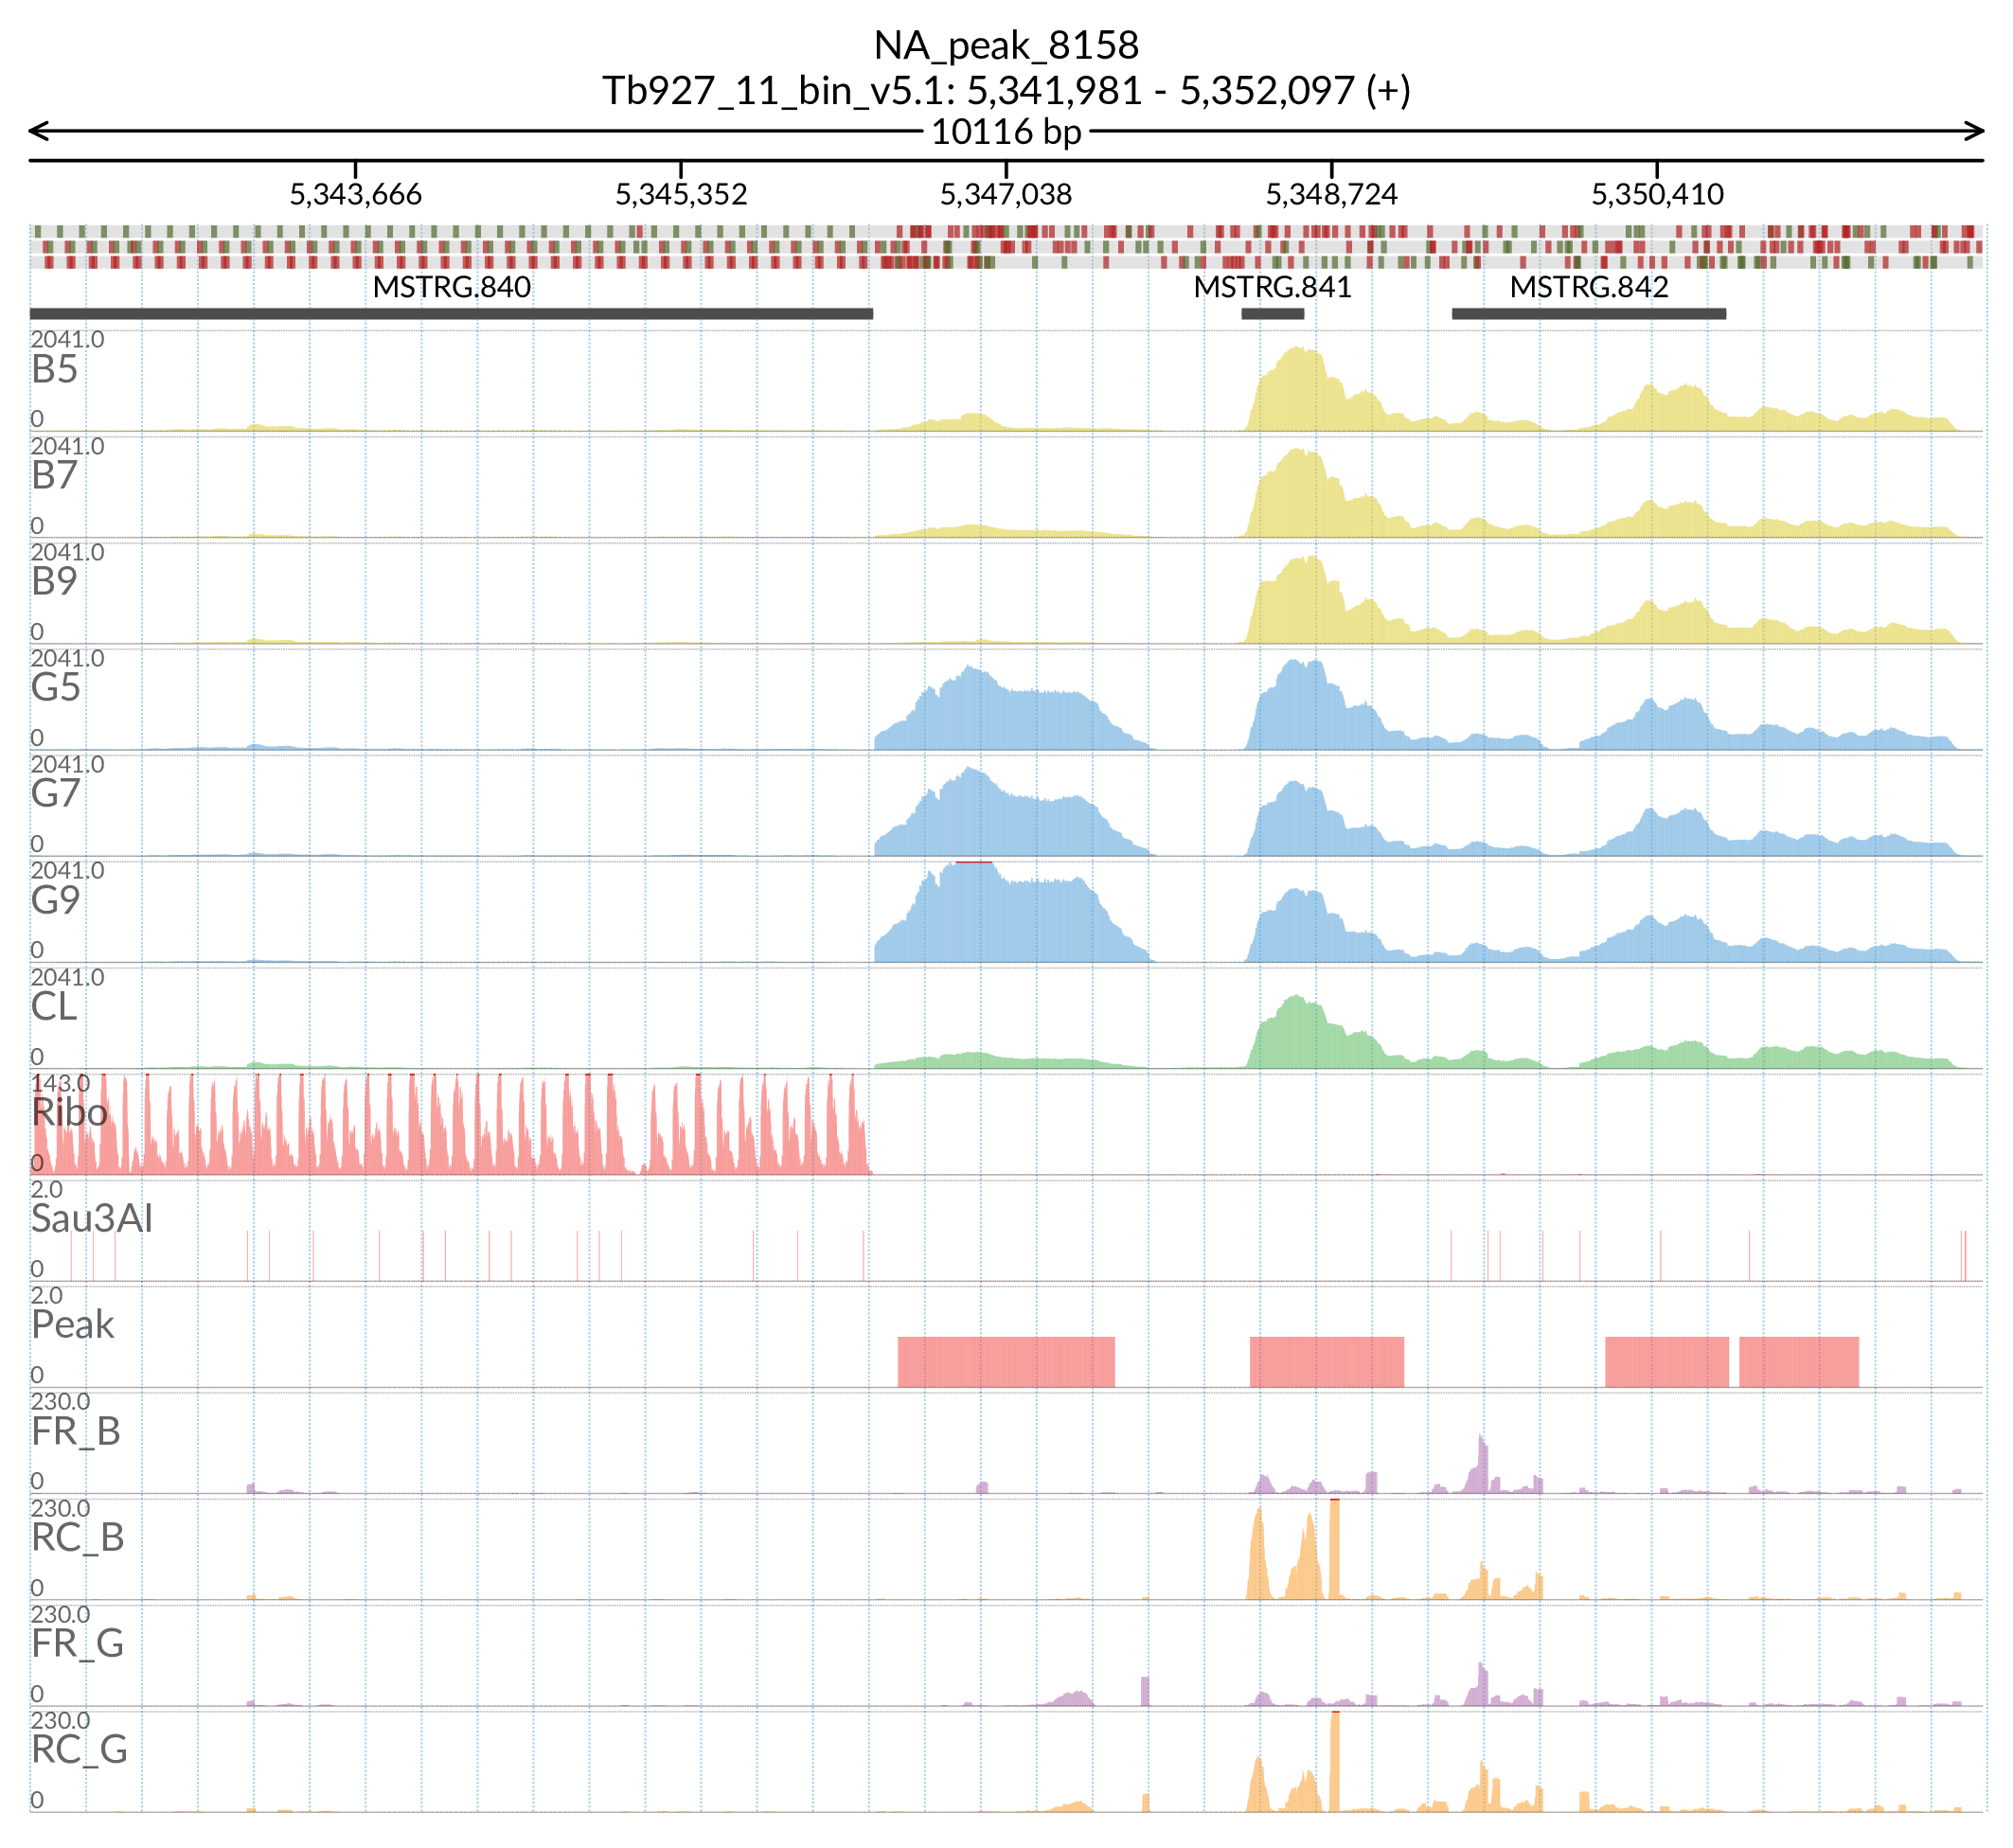 NA_peak_8158
Tb927_11_bin_v5.1: 5,341,981 - 5,352,097 (+)
10116 bp
5,343,666 5,345,352 5,347,038 5,348,724 5,350,410
MSTRG.840 MSTRG.841 MSTRG.842
2041.0
B5
0
2041.0
B7
0
2041.0
B9
0
2041.0
G5
0
2041.0
G7
0
2041.0
G9
0
2041.0
CL
0
143.0
Ribo
0
2.0
Sau3AI
0
2.0
Peak
0
230.0
FR_B
0
230.0
RC_B
0
230.0
FR_G
0
230.0
RC_G
0